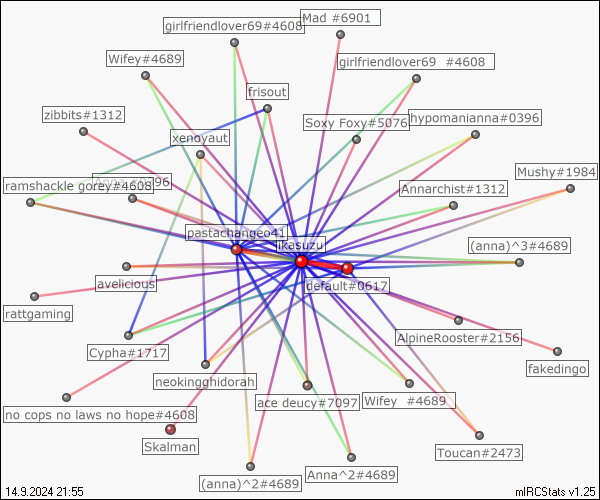 girlfriendlover69#4608
Mad #6901
Wifey#4689
girlfriendlover69 #4608
frisout
zibbits#1312
Soxy Foxy#5076
hypomanianna#0396
xenoyaut
Mushy#1984
ramshackle gorey#4608
Annarchist#1312
pastachangeo41
ikasuzu
(anna)^3#4689
avelicious
default#0617
rattgaming
AlpineRooster#2156
Cypha#1717
fakedingo
neokingghidorah
no cops no laws no hope#4608
ace deucy#7097
Wifey #4689
Skalman
Toucan#2473
(anna)^2#4689
Anna^2#4689
14.9.2024 21:55
mIRCStats v1.25